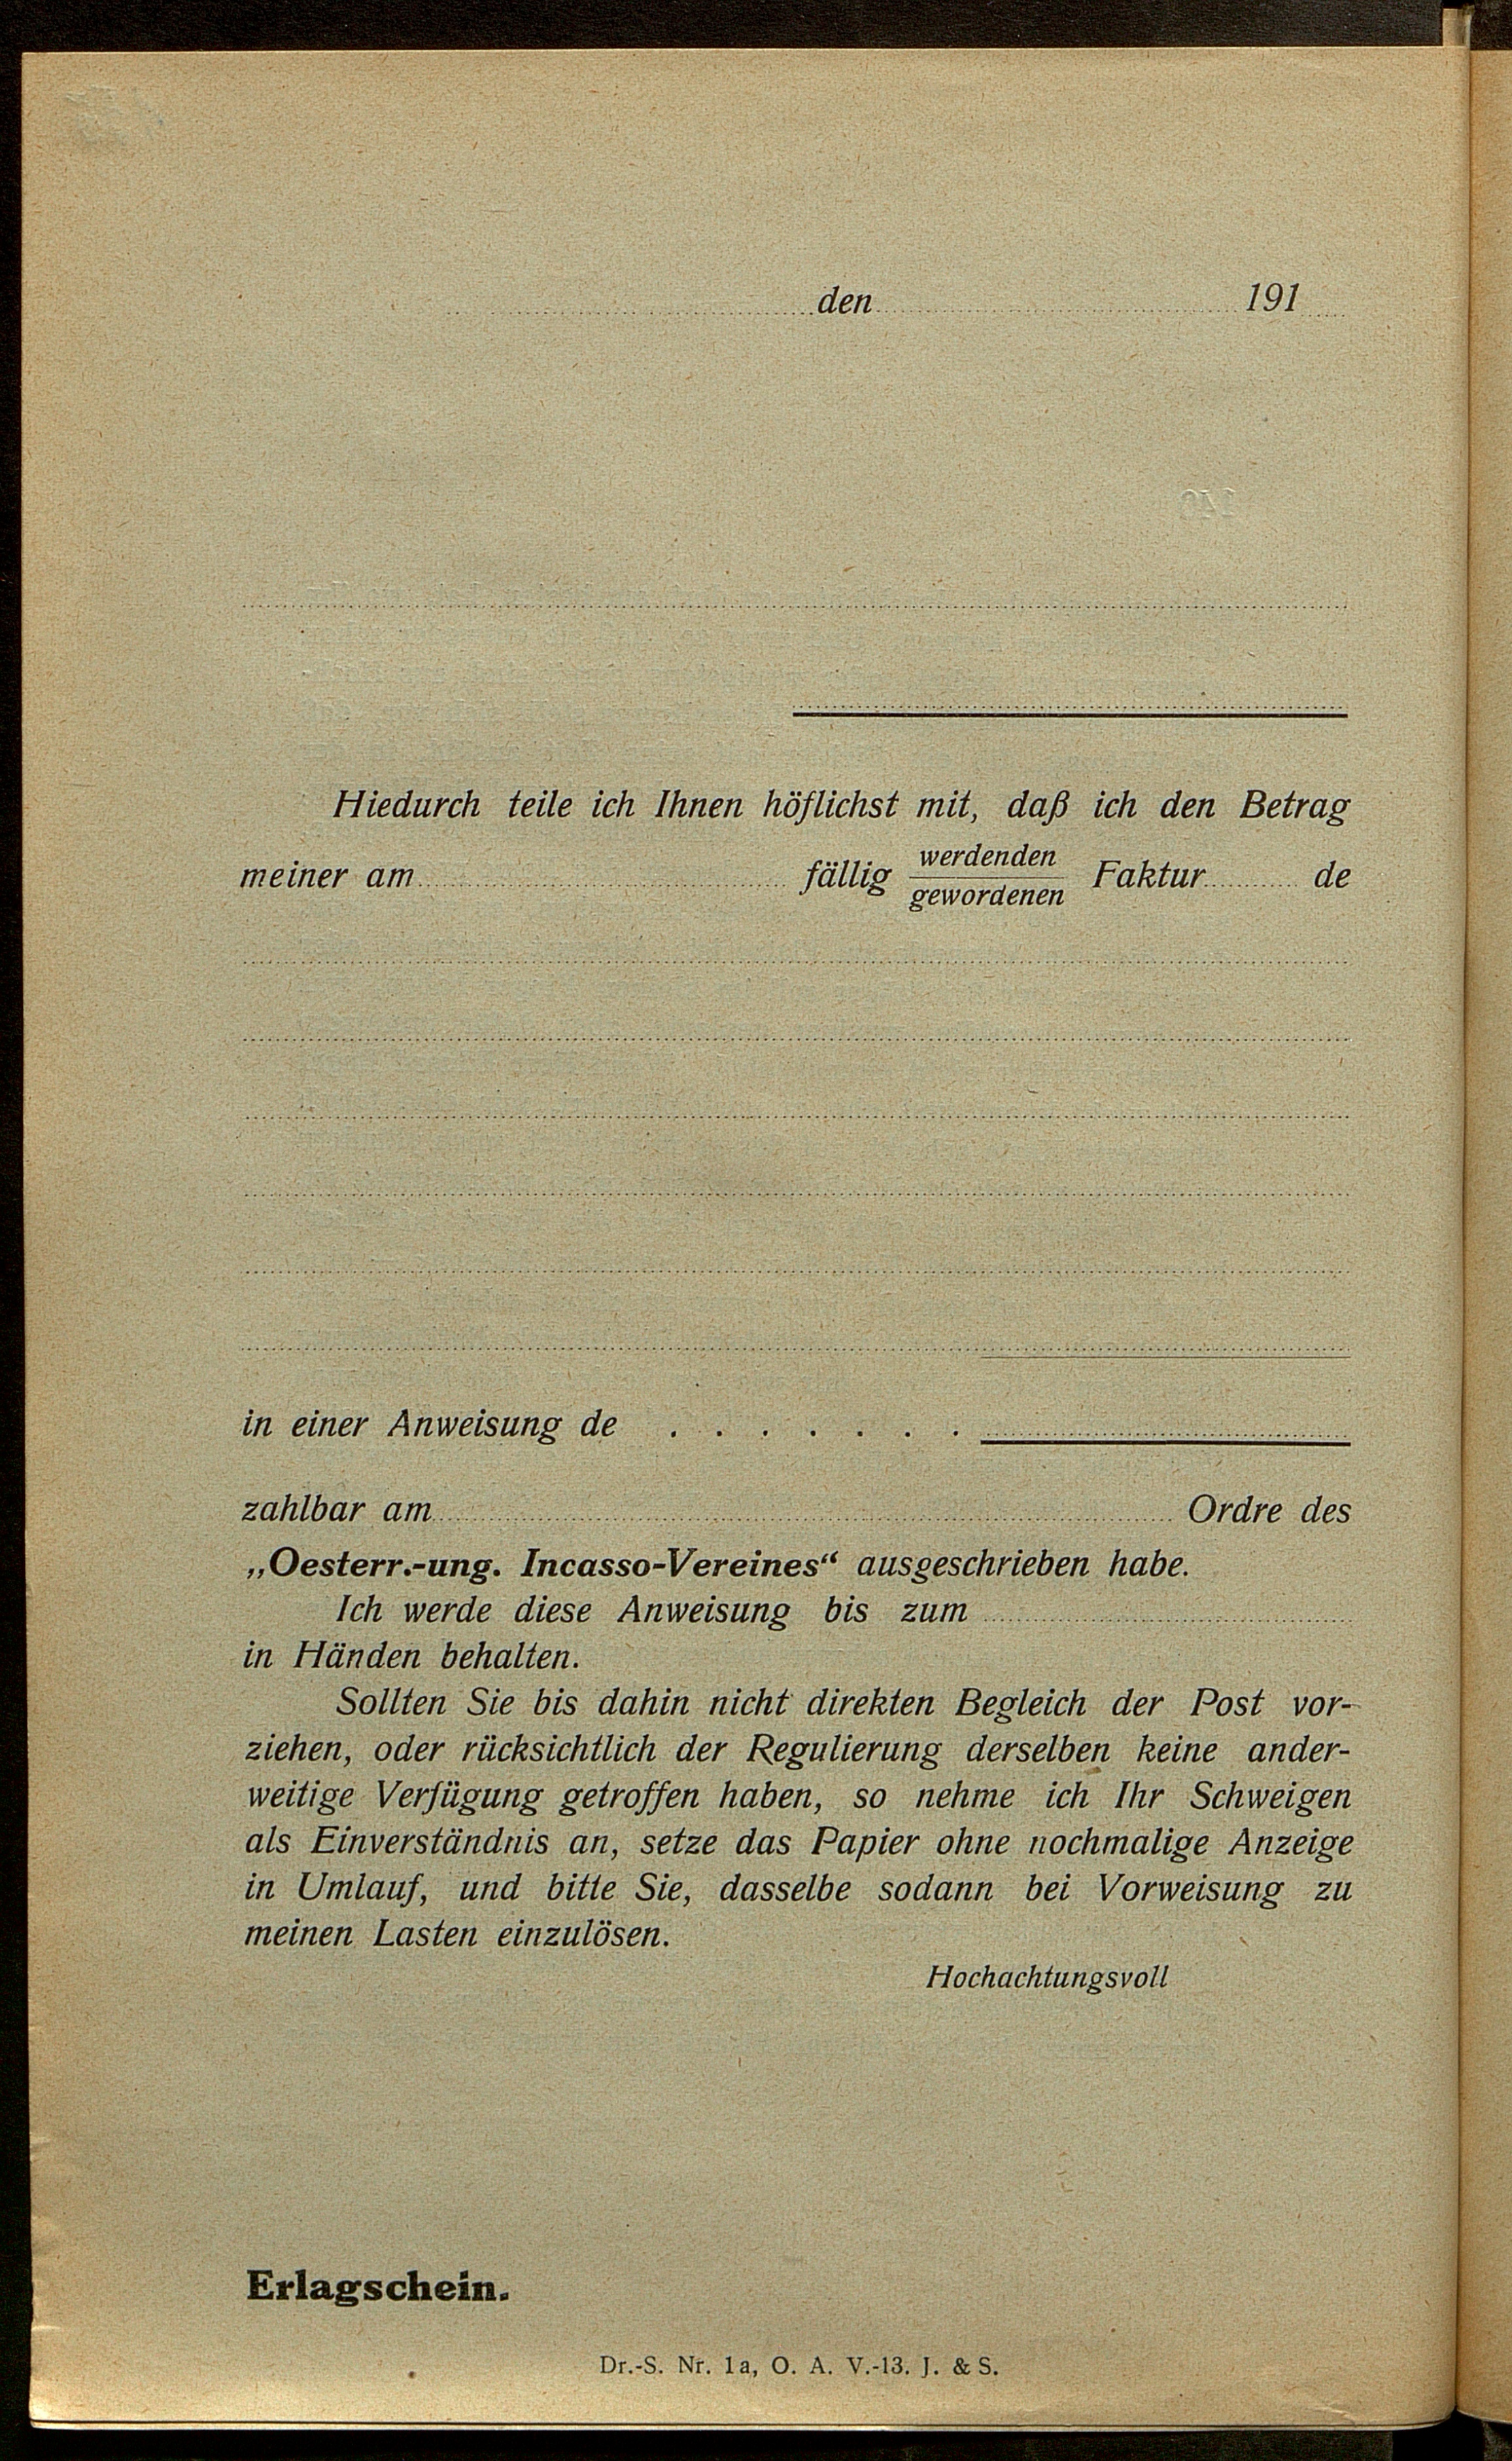 den 191
Hiedurch teile ich Ihnen höflichst mit, daß ich den Betrag
meiner am fällig werdenden / gewordenen Faktur de
in einer Anweisung de . . . . . . .
zahlbar am Ordre des
„Oesterr.-ung. Incasso-Vereines“ ausgeschrieben habe.
Ich werde diese Anweisung bis zum
in Händen behalten.
Sollten Sie bis dahin nicht direkten Begleich der Post vor-
ziehen, oder rücksichtlich der Regulierung derselben keine ander-
weitige Verfügung getroffen haben, so nehme ich Ihr Schweigen
als Einverständnis an, setze das Papier ohne nochmalige Anzeige
in Umlauf, und bitte Sie, dasselbe sodann bei Vorweisung zu
meinen Lasten einzulösen.
Hochachtungsvoll
Erlagschein.
Dr.-S. Nr. 1a, O. A. V.-13. J. & S.